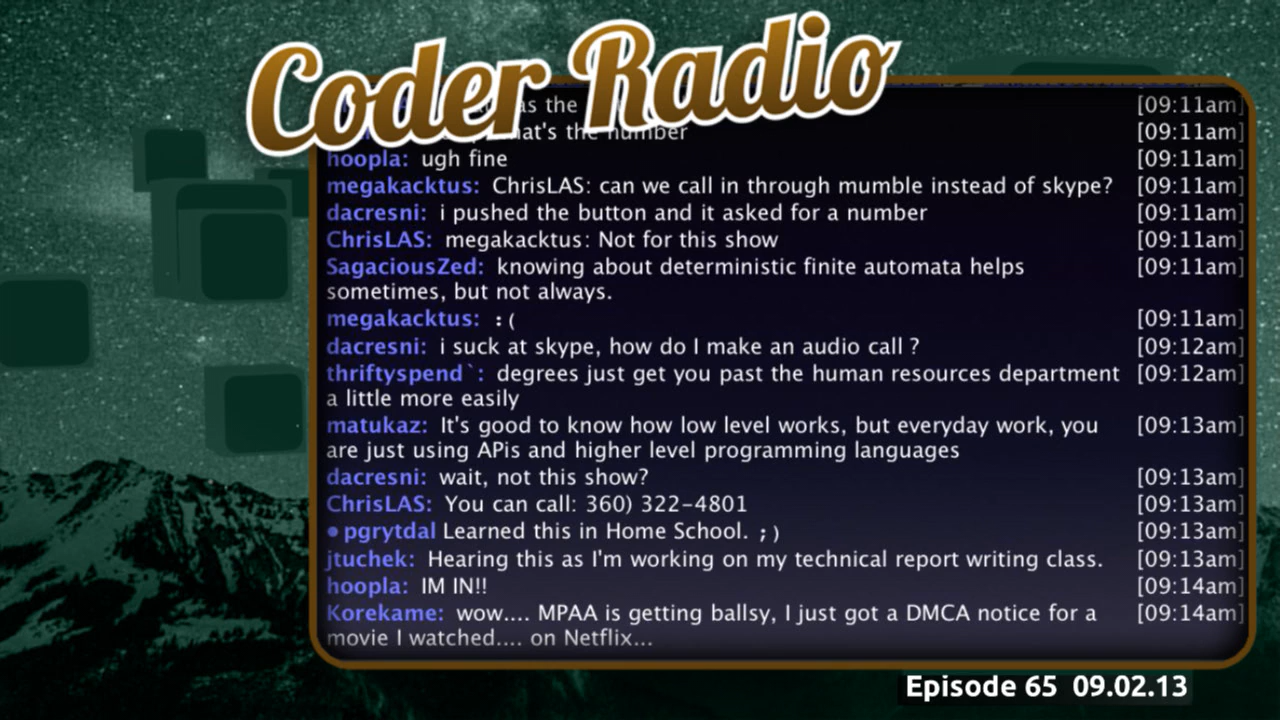 Coder Radio
as the [09:11am]
hat's the number [09:11am]
hoopla: ugh fine [09:11am]
megakacktus: ChrisLAS: can we call in through mumble instead of skype? [09:11am]
dacresni: i pushed the button and it asked for a number [09:11am]
ChrisLAS: megakacktus: Not for this show [09:11am]
SagaciousZed: knowing about deterministic finite automata helps [09:11am]
sometimes, but not always.
megakacktus: :( [09:11am]
dacresni: i suck at skype, how do I make an audio call ? [09:12am]
thriftyspend`: degrees just get you past the human resources department [09:12am]
a little more easily
matukaz: It's good to know how low level works, but everyday work, you [09:13am]
are just using APis and higher level programming languages
dacresni: wait, not this show? [09:13am]
ChrisLAS: You can call: 360) 322-4801 [09:13am]
• pgrytdal Learned this in Home School. ;) [09:13am]
jtuchek: Hearing this as I'm working on my technical report writing class. [09:13am]
hoopla: IM IN!! [09:14am]
Korekame: wow.... MPAA is getting ballsy, I just got a DMCA notice for a [09:14am]
movie I watched.... on Netflix...
Episode 65 09.02.13